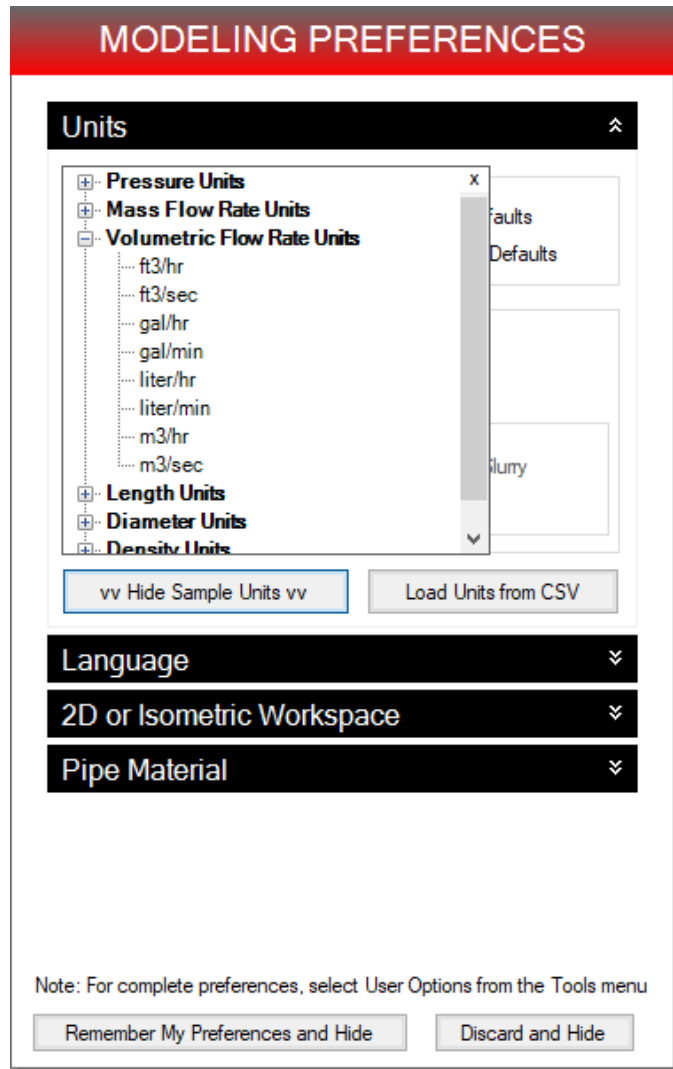 MODELING PREFERENCES
Units
Pressure Units
x
Mass Flow Rate Units
Defaults
Volumetric Flow Rate Units
ft3/hr
ft3/sec
gal/hr
gal/min
liter/hr
liter/min
m3/hr
m3/sec
Length Units
Diameter Units
Density Units
vv Hide Sample Units vv
Load Units from CSV
Language
2D or Isometric Workspace
Pipe Material
Note: For complete preferences, select User Options from the Tools menu
Remember My Preferences and Hide
Discard and Hide